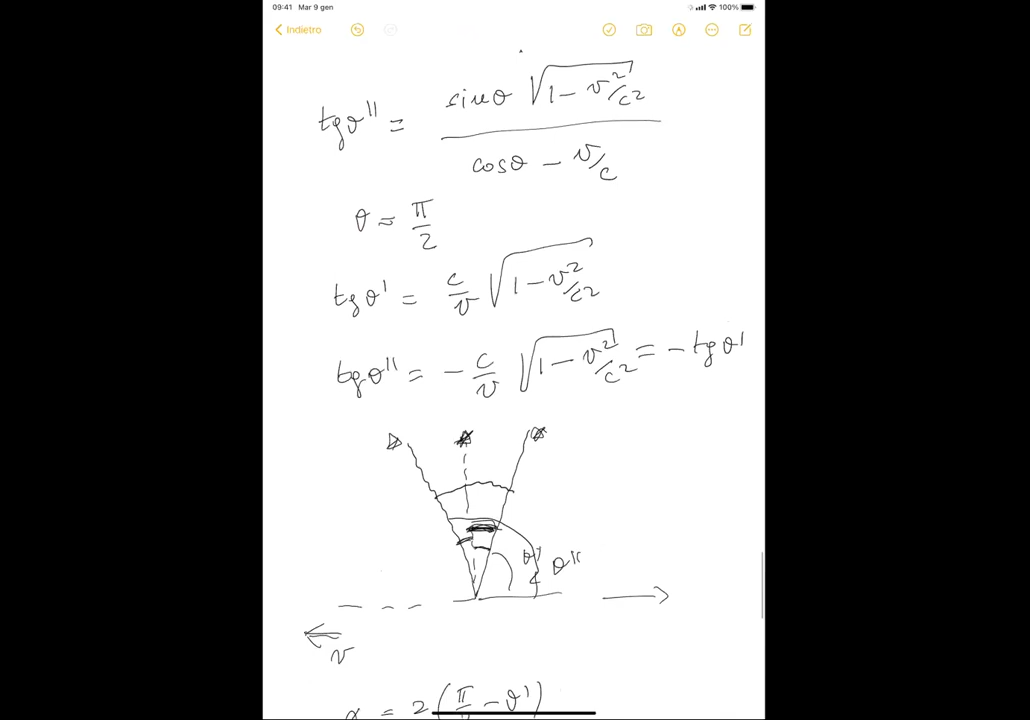 09:41 Mar 9 gen 100%
Indietro
tgθ'' = sinθ √(1 - v²/c²) / (cosθ - v/c)
θ = π/2
tgθ' = c/v √(1 - v²/c²)
tgθ'' = - c/v √(1 - v²/c²) = - tgθ'
θ' θ''
v
α = 2(π/2 - θ')